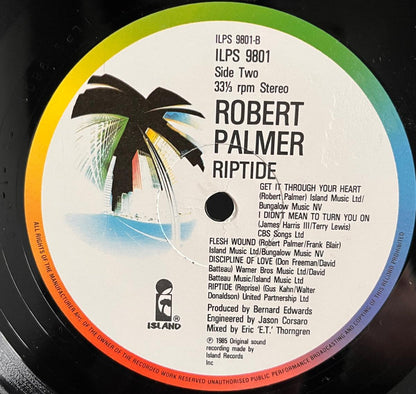 ILPS 9801-B
ILPS 9801
Side Two
33⅓ rpm Stereo
ROBERT
PALMER
RIPTIDE
GET IT THROUGH YOUR HEART
(Robert Palmer) Island Music Ltd/
Bungalow Music NV
I DIDN'T MEAN TO TURN YOU ON
(James Harris III/Terry Lewis)
CBS Songs Ltd
FLESH WOUND (Robert Palmer/Frank Blair)
Island Music Ltd/Bungalow Music NV
DISCIPLINE OF LOVE (Don Freeman/David
Batteau) Warner Bros Music Ltd/David
Batteau Music/Island Music Ltd
RIPTIDE (Reprise) (Gus Kahn/Walter
Donaldson) United Partnership Ltd
Produced by Bernard Edwards
Engineered by Jason Corsaro
Mixed by Eric 'E.T.' Thorngren
℗ 1985 Original sound
recording made by
Island Records
Inc
ISLAND ®
ALL RIGHTS OF THE MANUFACTURER AND OF THE OWNER OF THE RECORDED WORK RESERVED UNAUTHORISED PUBLIC PERFORMANCE BROADCASTING AND COPYING OF THIS RECORD PROHIBITED